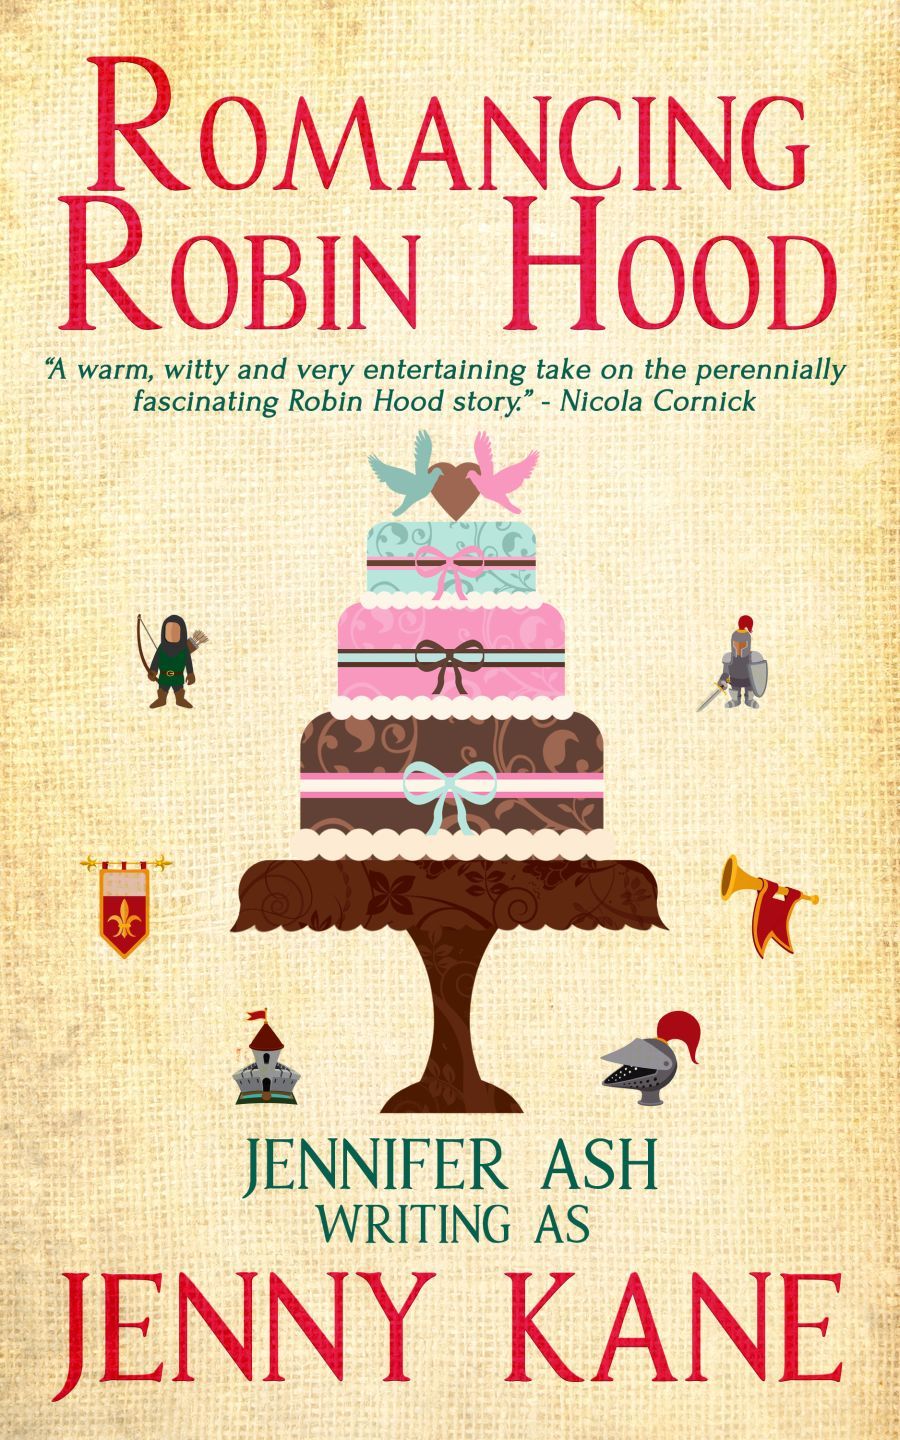 ROMANCING
ROBIN HOOD
“A warm, witty and very entertaining take on the perennially
fascinating Robin Hood story.” - Nicola Cornick
JENNIFER ASH
WRITING AS
JENNY KANE